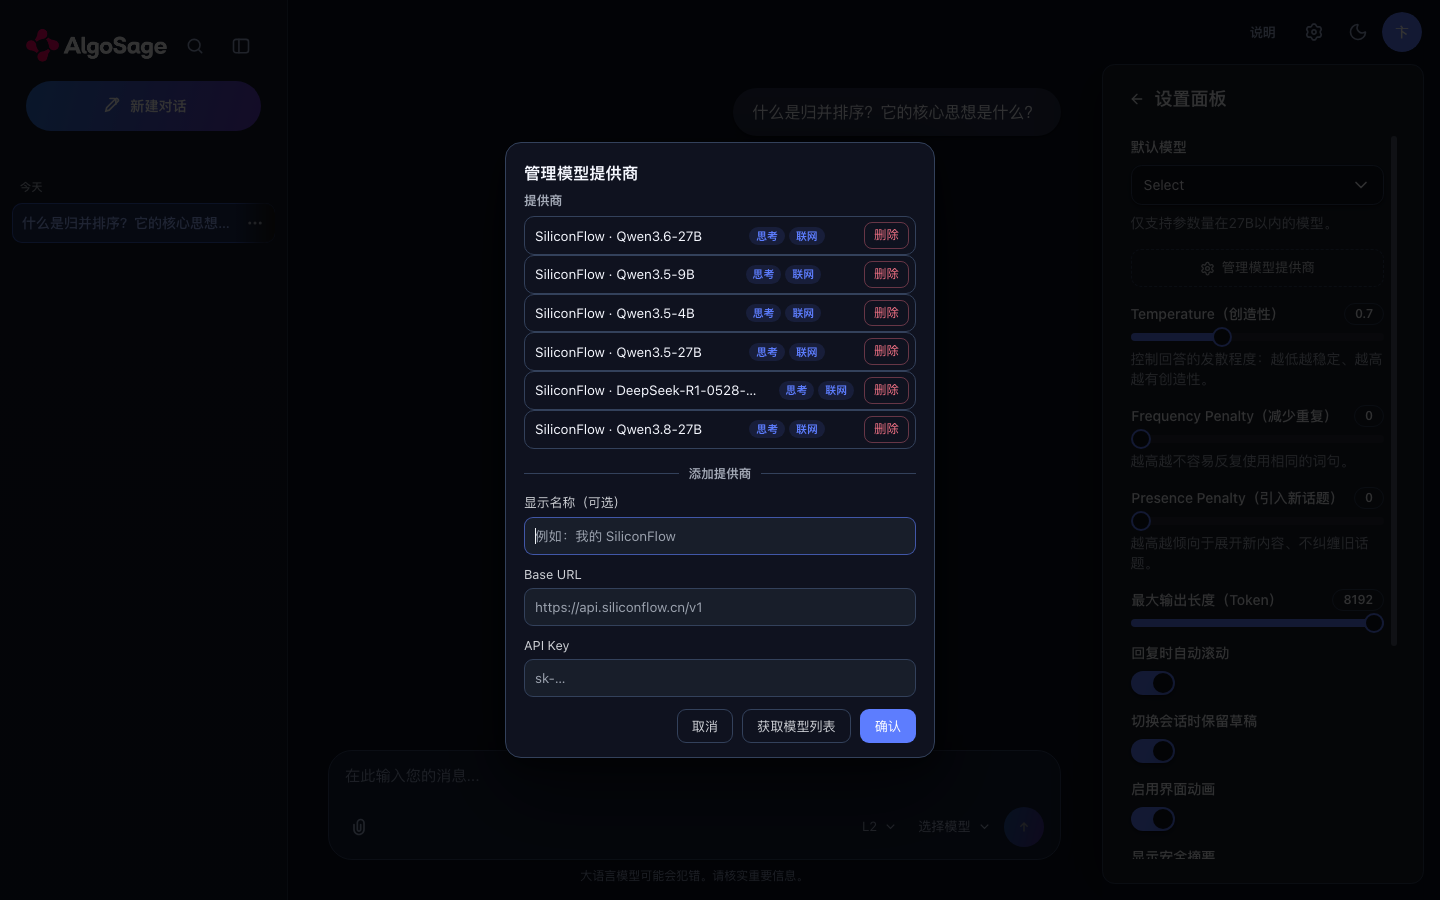 AlgoSage
新建对话
今天
什么是归并排序？它的核心思想...
说明
卞
什么是归并排序？它的核心思想是什么？
管理模型提供商
提供商
SiliconFlow · Qwen3.6-27B 思考 联网 删除
SiliconFlow · Qwen3.5-9B 思考 联网 删除
SiliconFlow · Qwen3.5-4B 思考 联网 删除
SiliconFlow · Qwen3.5-27B 思考 联网 删除
SiliconFlow · DeepSeek-R1-0528-... 思考 联网 删除
SiliconFlow · Qwen3.8-27B 思考 联网 删除
添加提供商
显示名称（可选）
例如：我的 SiliconFlow
Base URL
https://api.siliconflow.cn/v1
API Key
sk-...
取消 获取模型列表 确认
在此输入您的消息...
L2 选择模型
大语言模型可能会犯错。请核实重要信息。
设置面板
默认模型
Select
仅支持参数量在27B以内的模型。
管理模型提供商
Temperature（创造性） 0.7
控制回答的发散程度：越低越稳定、越高
越有创造性。
Frequency Penalty（减少重复） 0
越高越不容易反复使用相同的词句。
Presence Penalty（引入新话题） 0
越高越倾向于展开新内容、不纠缠旧话
题。
最大输出长度（Token） 8192
回复时自动滚动
切换会话时保留草稿
启用界面动画
显示安全摘要